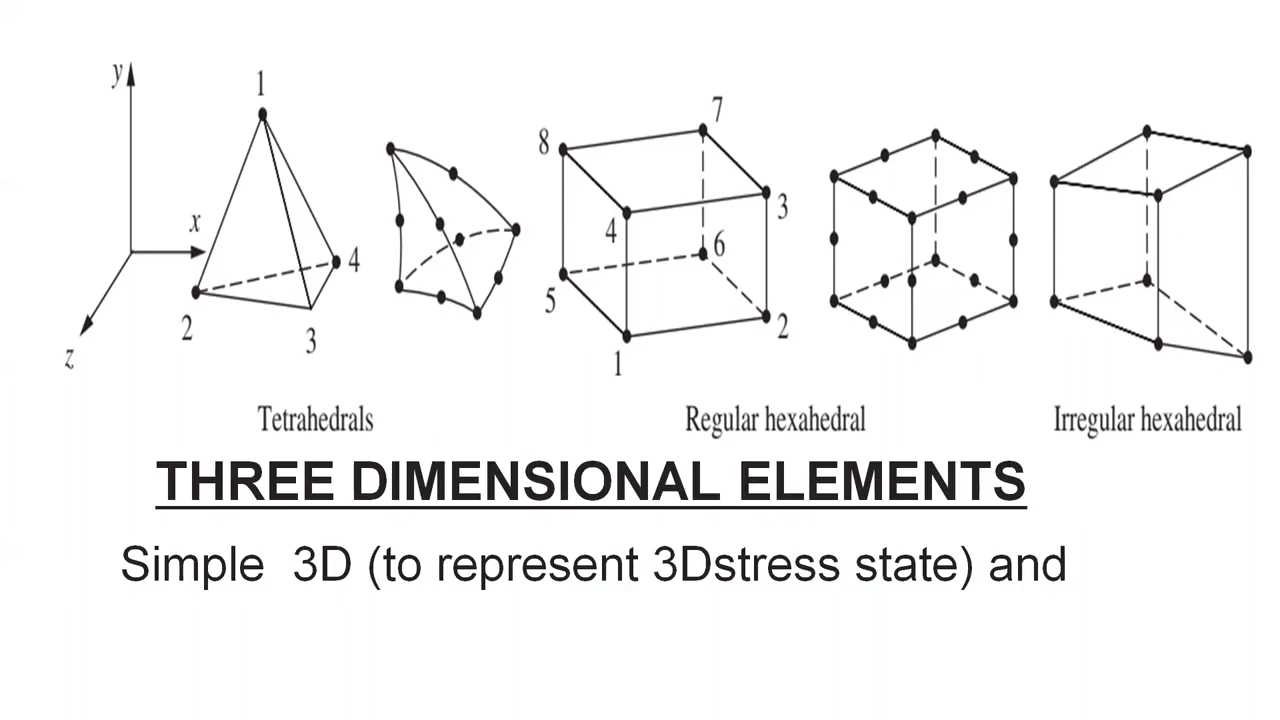 y
x
z
1
2
3
4
8
7
4
3
5
6
1
2
Tetrahedrals
Regular hexahedral
Irregular hexahedral
THREE DIMENSIONAL ELEMENTS
Simple 3D (to represent 3Dstress state) and